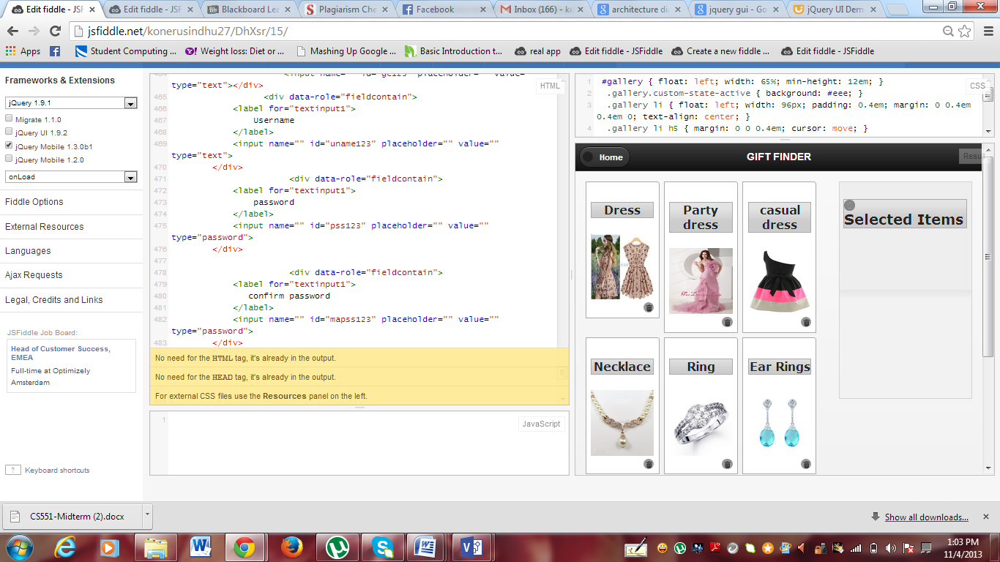 Edit fiddle - JSF
Edit fiddle - JSF
Bb Blackboard Lea
Plagiarism Che
Facebook
Inbox (166) - ke
architecture dia
jquery gui - Go
jQuery UI Dem
jsfiddle.net/konerusindhu27/DhXsr/15/
Apps
Student Computing ...
Weight loss: Diet or ...
Mashing Up Google ...
Basic Introduction t...
real app
Edit fiddle - JSFiddle
Create a new fiddle ...
Edit fiddle - JSFiddle
Frameworks & Extensions
jQuery 1.9.1
Migrate 1.1.0
jQuery UI 1.9.2
jQuery Mobile 1.3.0b1
jQuery Mobile 1.2.0
onLoad
Fiddle Options
External Resources
Languages
Ajax Requests
Legal, Credits and Links
JSFiddle Job Board:
Head of Customer Success,
EMEA
Full-time at Optimizely
Amsterdam
? Keyboard shortcuts
HTML
type="text"></div>
465 <div data-role="fieldcontain">
466 <label for="textinput1">
467 Username
468 </label>
469 <input name="" id="uname123" placeholder="" value=""
type="text">
470 </div>
471 <div data-role="fieldcontain">
472 <label for="textinput1">
473 password
474 </label>
475 <input name="" id="pss123" placeholder="" value=""
type="password">
476 </div>
477
478 <div data-role="fieldcontain">
479 <label for="textinput1">
480 confirm password
481 </label>
482 <input name="" id="mapss123" placeholder="" value=""
type="password">
483 </div>
No need for the HTML tag, it's already in the output.
No need for the HEAD tag, it's already in the output.
For external CSS files use the Resources panel on the left.
1
JavaScript
CSS
1 #gallery { float: left; width: 65%; min-height: 12em; }
2 .gallery.custom-state-active { background: #eee; }
3 .gallery li { float: left; width: 96px; padding: 0.4em; margin: 0 0.4em
0.4em 0; text-align: center; }
4 .gallery li h5 { margin: 0 0 0.4em; cursor: move; }
Home
GIFT FINDER
Result
Dress
Party
dress
casual
dress
Selected Items
Necklace
Ring
Ear Rings
CS551-Midterm (2).docx
Show all downloads...
1:03 PM
11/4/2013